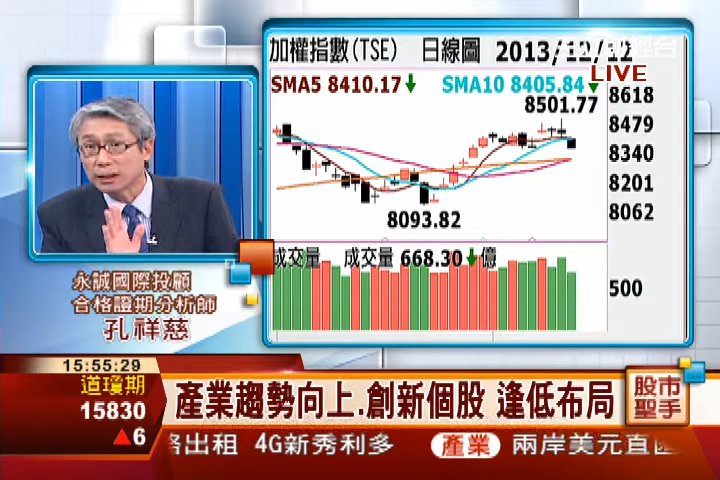 加權指數(TSE) 日線圖 2013/12/12
LIVE
SMA5 8410.17↓ SMA10 8405.84↓
8501.77
8618
8479
8340
8201
8062
8093.82
成交量 成交量 668.30↓億
500
永誠國際投顧
合格證期分析師
孔祥慈
15:55:29
道瓊期
15830
▲6
產業趨勢向上.創新個股 逢低布局
股市
聖手
出租 4G新秀利多 產業 兩岸美元直